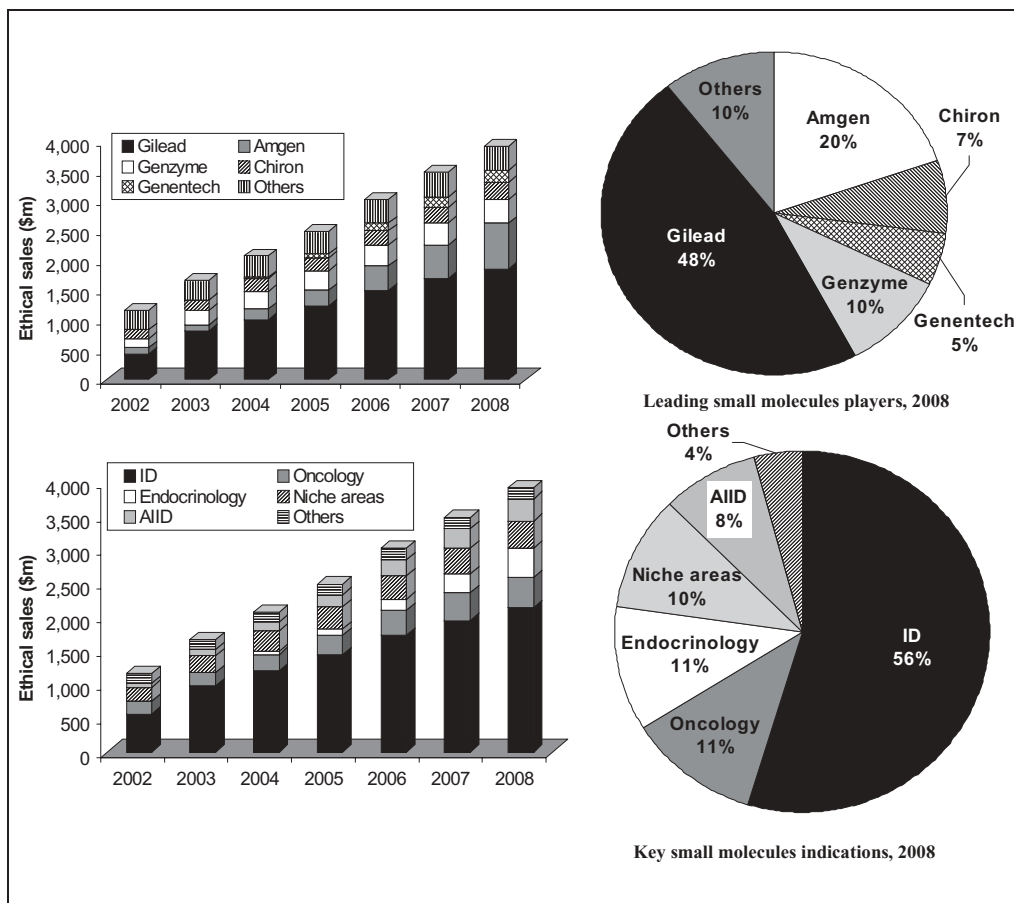 Gilead Amgen
Genzyme Chiron
Genentech Others
Ethical sales ($m)
4,000
3,500
3,000
2,500
2,000
1,500
1,000
500
0
2002 2003 2004 2005 2006 2007 2008
Others
10%
Amgen
20%
Chiron
7%
Gilead
48%
Genzyme
10%
Genentech
5%
Leading small molecules players, 2008
ID Oncology
Endocrinology Niche areas
AIID Others
Ethical sales ($m)
4,000
3,500
3,000
2,500
2,000
1,500
1,000
500
0
2002 2003 2004 2005 2006 2007 2008
Others
4%
AIID
8%
Niche areas
10%
ID
56%
Endocrinology
11%
Oncology
11%
Key small molecules indications, 2008